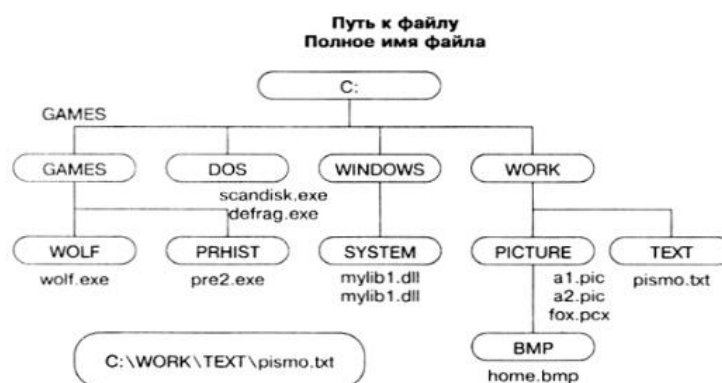 Путь к файлу
Полное имя файла
C:
GAMES
GAMES DOS WINDOWS WORK
scandisk.exe
defrag.exe
WOLF PRHIST SYSTEM PICTURE TEXT
wolf.exe pre2.exe mylib1.dll a1.pic pismo.txt
mylib1.dll a2.pic
fox.pcx
C:\WORK\TEXT\pismo.txt
BMP
home.bmp